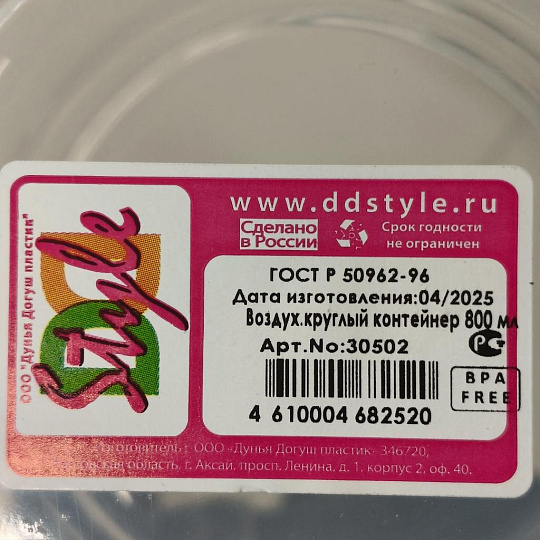 ООО "Дунья Догуш пластик"
Style
www.ddstyle.ru
Сделано
в России
Срок годности
не ограничен
ГОСТ Р 50962-96
Дата изготовления:04/2025
Воздух.круглый контейнер 800 мл
Арт.No:30502
4 610004 682520
BPA
FREE
ООО «Дунья Догуш пластик» 346720,
область, г. Аксай, просп. Ленина, д. 1, корпус 2, оф. 40,